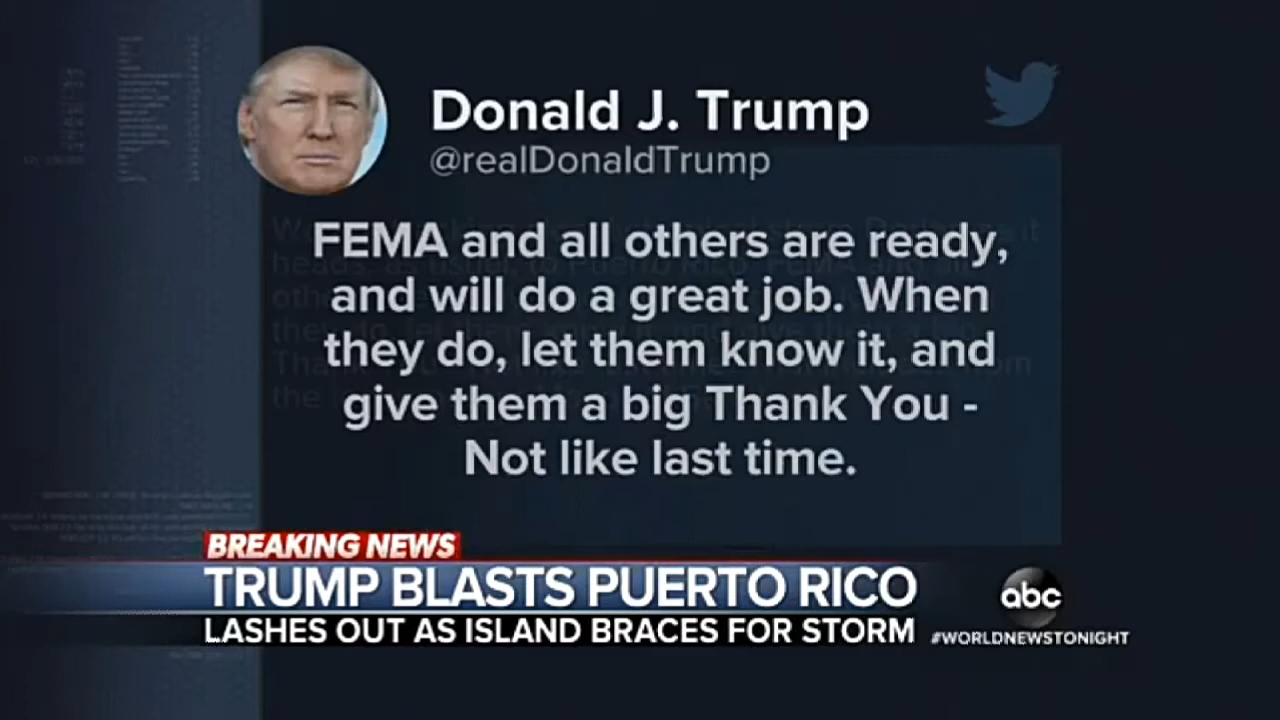 Donald J. Trump
@realDonaldTrump
FEMA and all others are ready,
and will do a great job. When
they do, let them know it, and
give them a big Thank You -
Not like last time.
BREAKING NEWS
TRUMP BLASTS PUERTO RICO
LASHES OUT AS ISLAND BRACES FOR STORM
abc
#WORLDNEWSTONIGHT